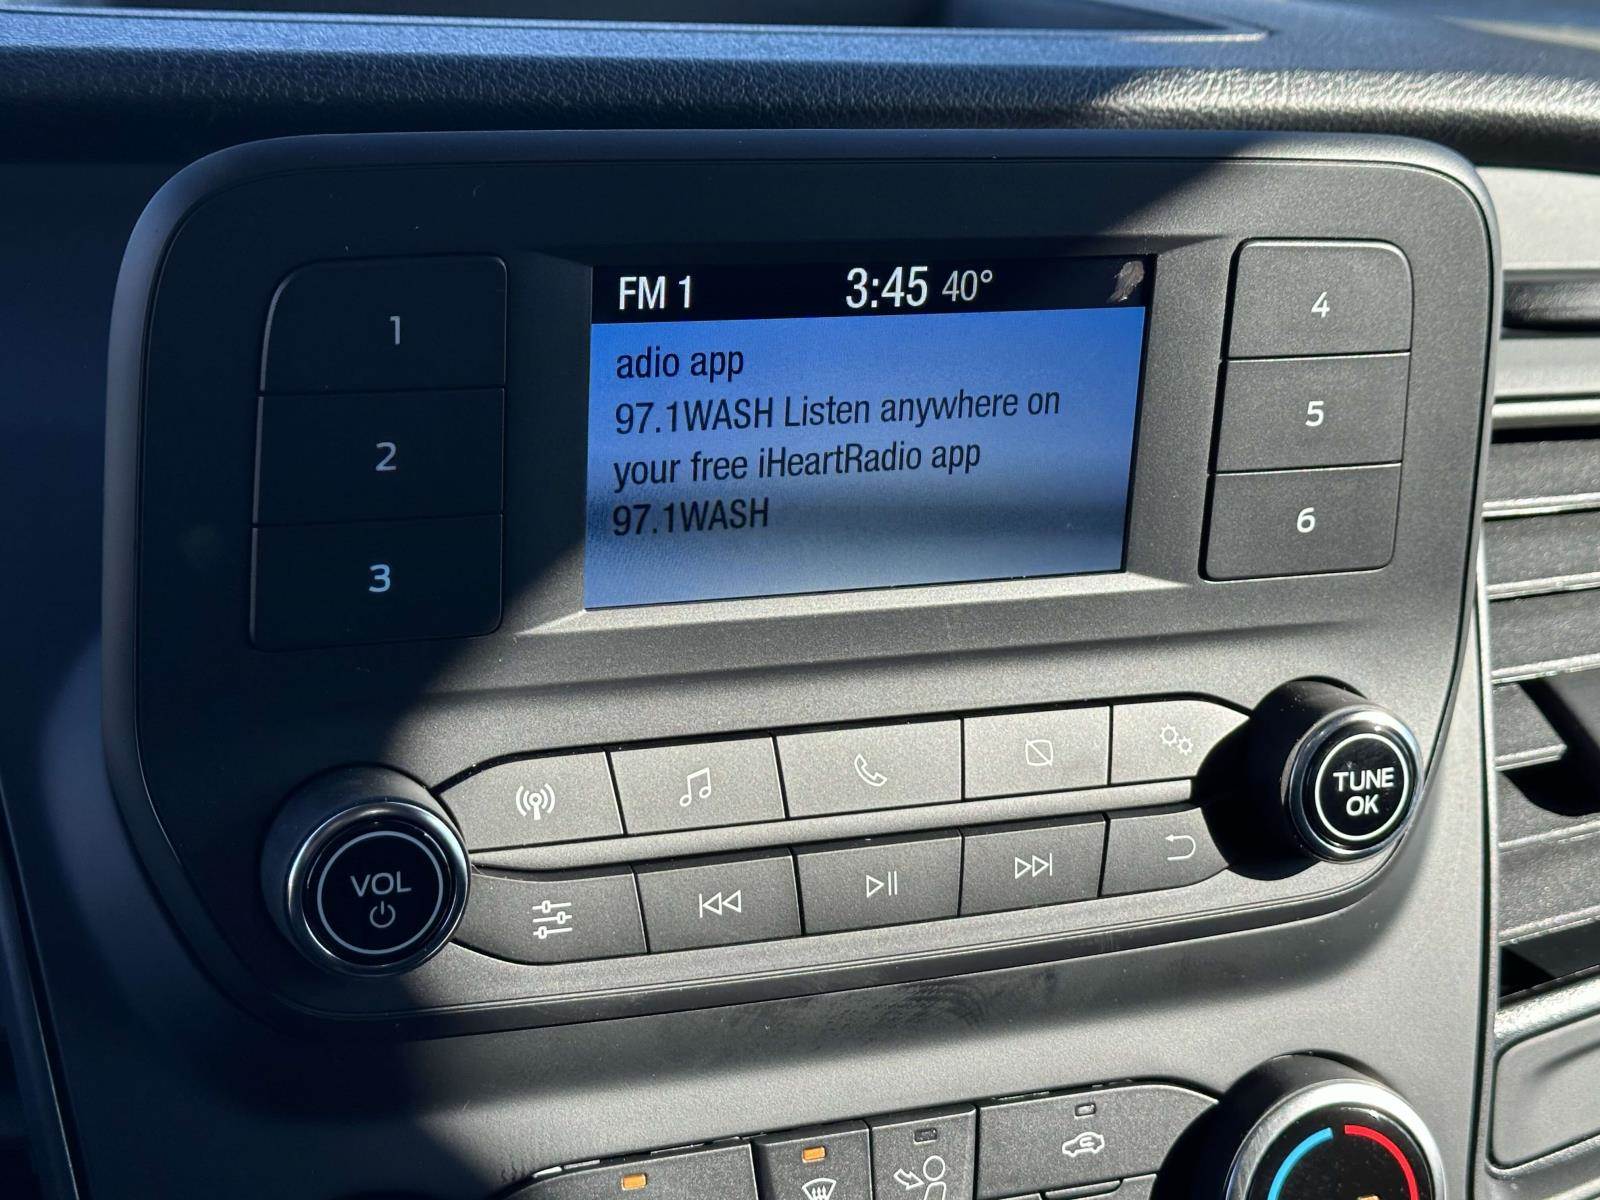 FM 1 3:45 40°
adio app
97.1WASH Listen anywhere on
your free iHeartRadio app
97.1WASH
1
2
3
4
5
6
VOL
TUNE
OK